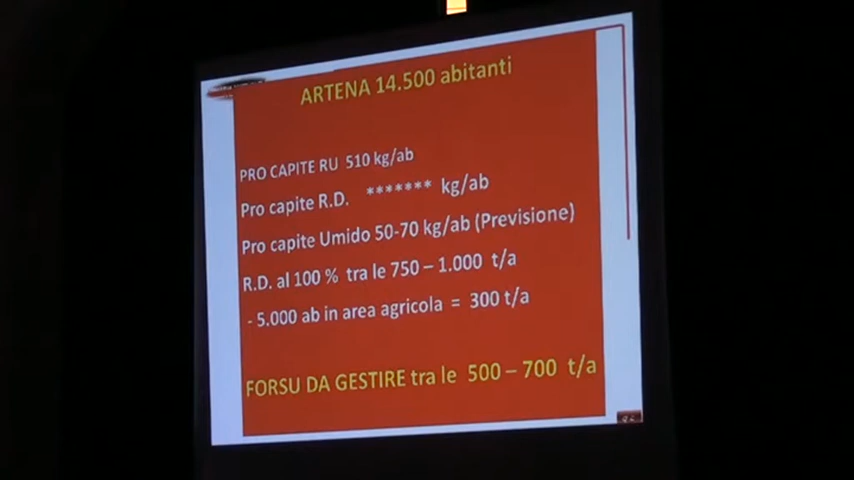 ARTENA 14.500 abitanti
PRO CAPITE RU 510 kg/ab
Pro capite R.D. ******* kg/ab
Pro capite Umido 50-70 kg/ab (Previsione)
R.D. al 100 % tra le 750 – 1.000 t/a
- 5.000 ab in area agricola = 300 t/a
FORSU DA GESTIRE tra le 500 – 700 t/a